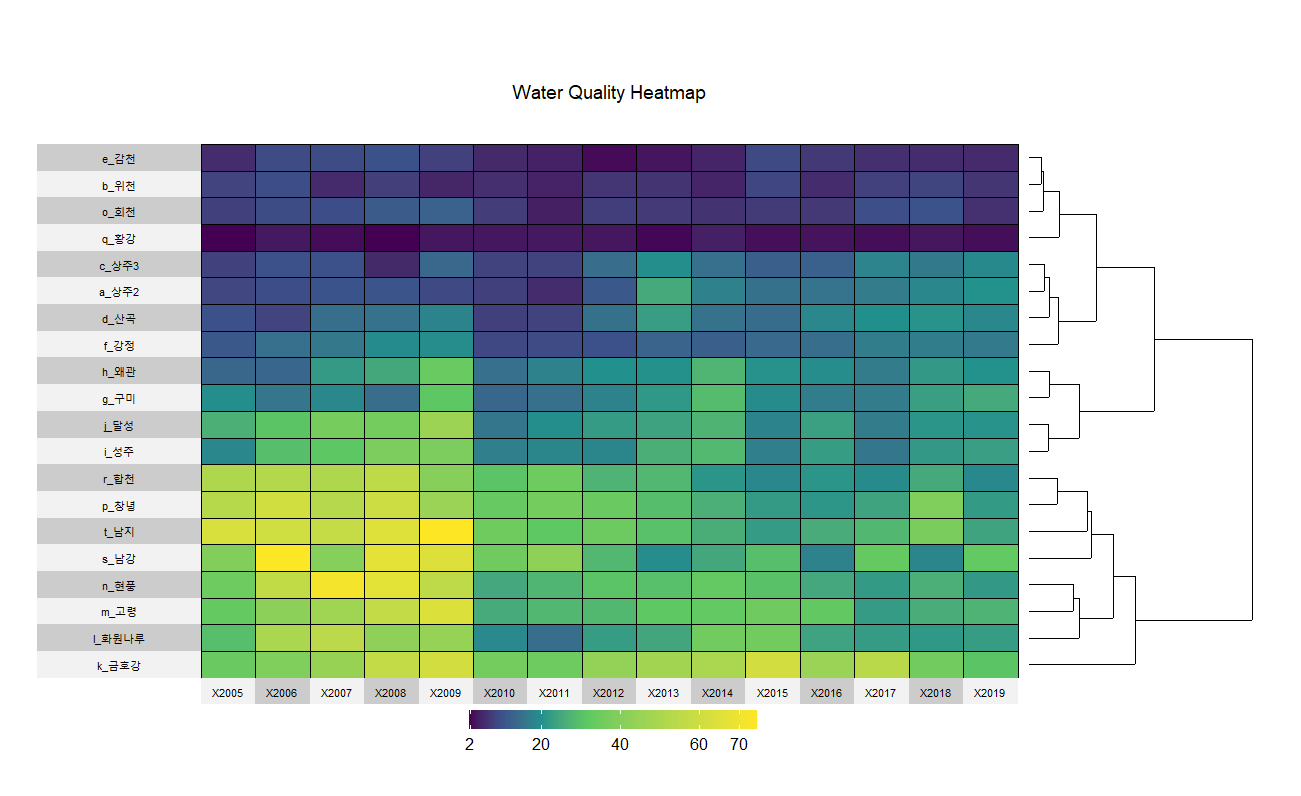 Water Quality Heatmap
e_감천
b_위천
o_회천
q_황강
c_상주3
a_상주2
d_산곡
f_강정
h_왜관
g_구미
j_달성
i_성주
r_합천
p_창녕
t_남지
s_남강
n_현풍
m_고령
l_화원나루
k_금호강
X2005 X2006 X2007 X2008 X2009 X2010 X2011 X2012 X2013 X2014 X2015 X2016 X2017 X2018 X2019
2 20 40 60 70